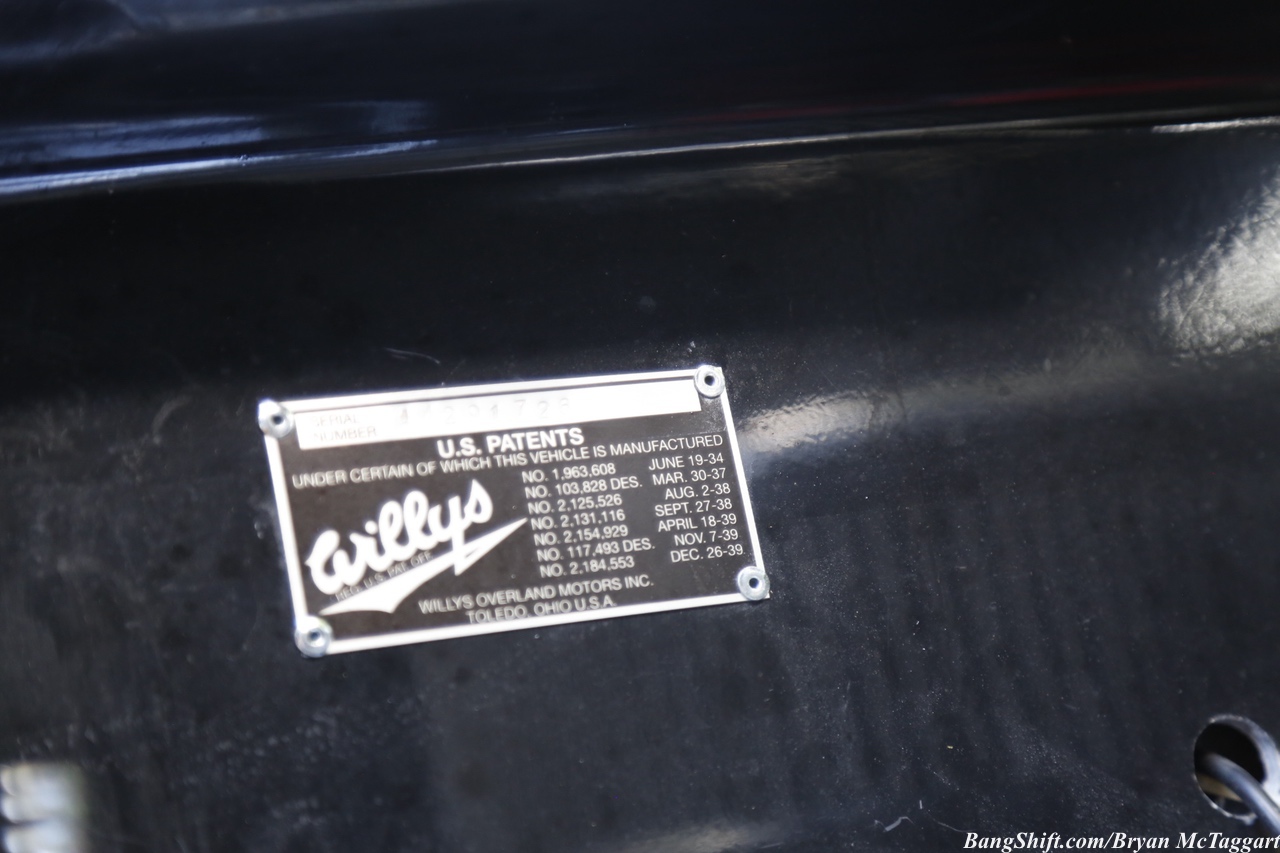 SERIAL
NUMBER
U.S. PATENTS
UNDER CERTAIN OF WHICH THIS VEHICLE IS MANUFACTURED
NO. 1,963,608 JUNE 19-34
NO. 103,828 DES. MAR. 30-37
NO. 2,125,526 AUG. 2-38
NO. 2,131,116 SEPT. 27-38
NO. 2,154,929 APRIL 18-39
NO. 117,493 DES. NOV. 7-39
NO. 2,184,553 DEC. 26-39
Willys
REG. U.S. PAT. OFF.
WILLYS OVERLAND MOTORS INC.
TOLEDO, OHIO U.S.A.
BangShift.com/Bryan McTaggart